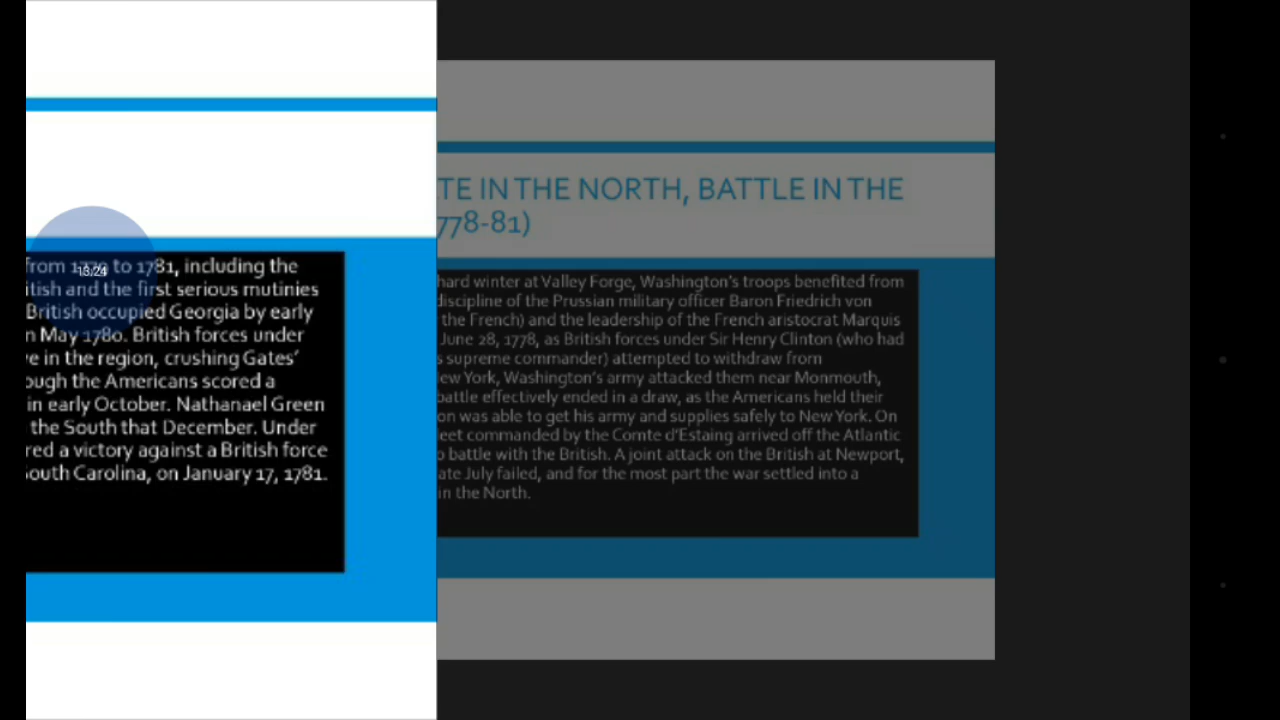 from 1779 to 1781, including the
itish and the first serious mutinies
British occupied Georgia by early
n May 1780. British forces under
ve in the region, crushing Gates'
ough the Americans scored a
in early October. Nathanael Green
the South that December. Under
red a victory against a British force
South Carolina, on January 17, 1781.
13/24
TE IN THE NORTH, BATTLE IN THE
778-81)
hard winter at Valley Forge, Washington's troops benefited from
discipline of the Prussian military officer Baron Friedrich von
the French) and the leadership of the French aristocrat Marquis
June 28, 1778, as British forces under Sir Henry Clinton (who had
s supreme commander) attempted to withdraw from
ew York, Washington's army attacked them near Monmouth,
battle effectively ended in a draw, as the Americans held their
on was able to get his army and supplies safely to New York. On
eet commanded by the Comte d'Estaing arrived off the Atlantic
o battle with the British. A joint attack on the British at Newport,
ate July failed, and for the most part the war settled into a
in the North.